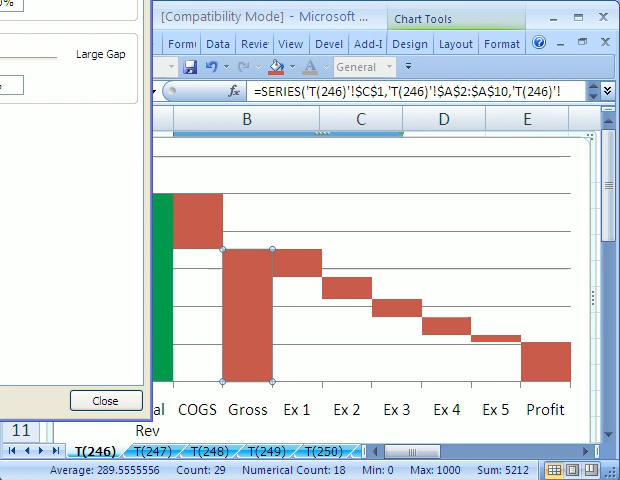 0%
[Compatibility Mode] - Microsoft ...
Chart Tools
Form
Data
Revie
View
Devel
Add-I
Design
Layout
Format
Large Gap
General
=SERIES('T(246)'!$C$1,'T(246)'!$A$2:$A$10,'T(246)'!
B
C
D
E
Close
al
COGS
Gross
Ex 1
Ex 2
Ex 3
Ex 4
Ex 5
Profit
11
Rev
T(246)
T(247)
T(248)
T(249)
T(250)
Average: 289.5555556
Count: 29
Numerical Count: 18
Min: 0
Max: 1000
Sum: 5212